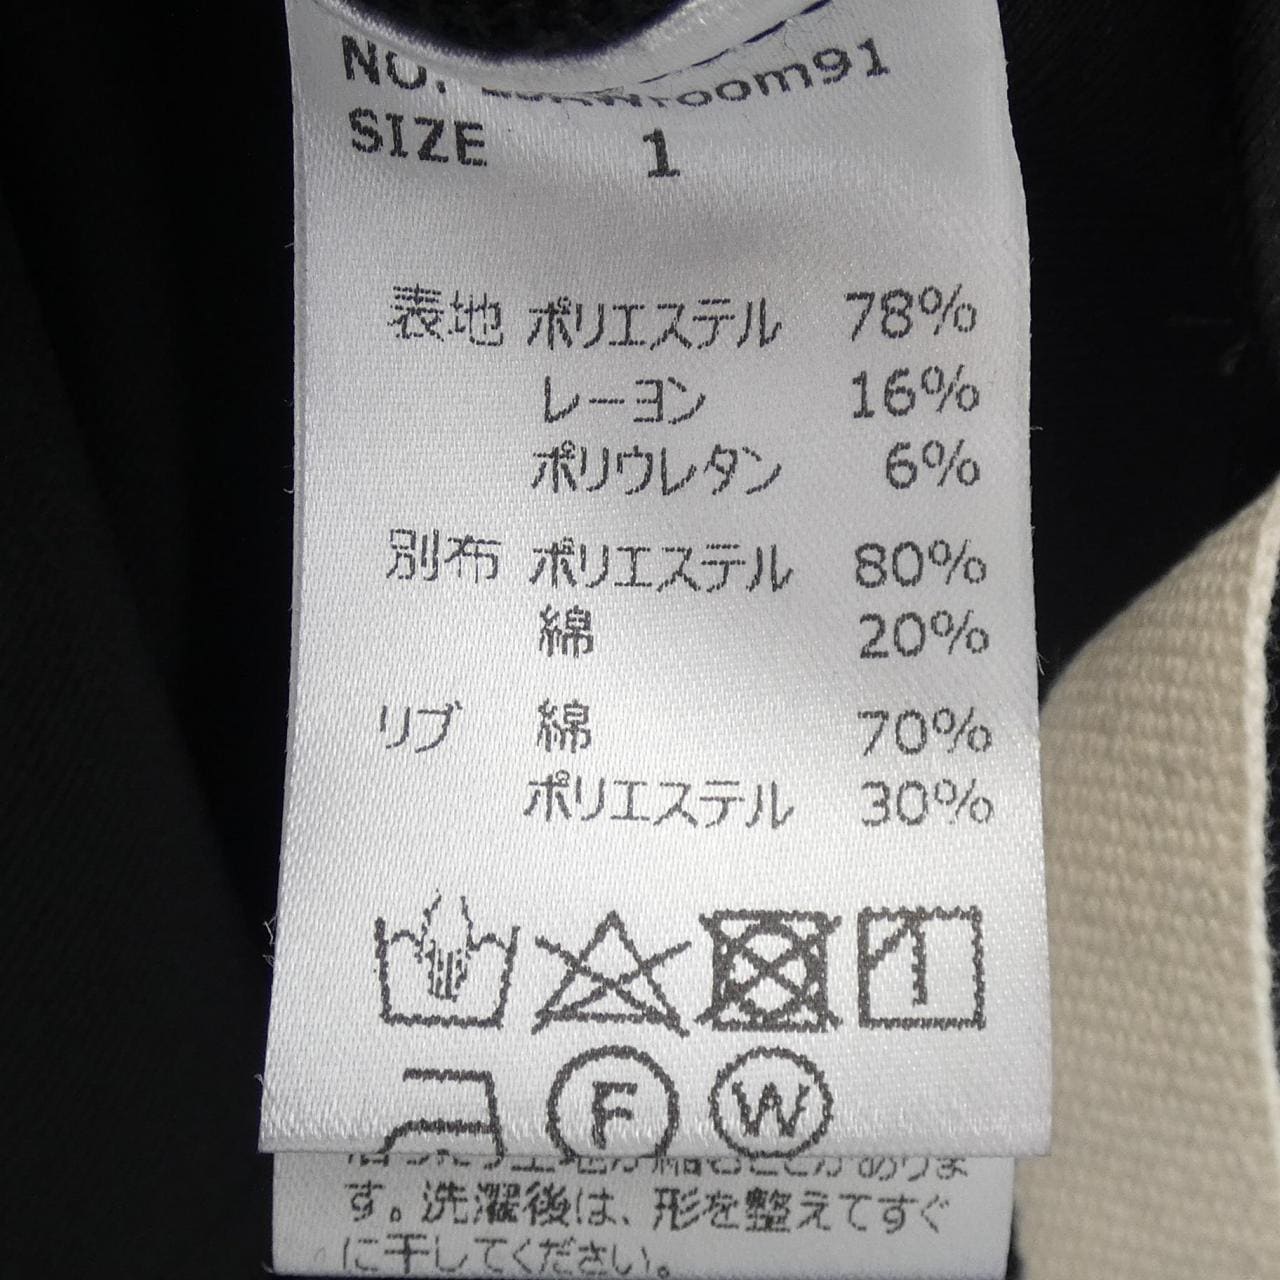 NO.
SIZE 1
表地 ポリエステル 78%
レーヨン 16%
ポリウレタン 6%
別布 ポリエステル 80%
綿 20%
リブ 綿 70%
ポリエステル 30%
F W
す。洗濯後は、形を整えてすぐ
に干してください。